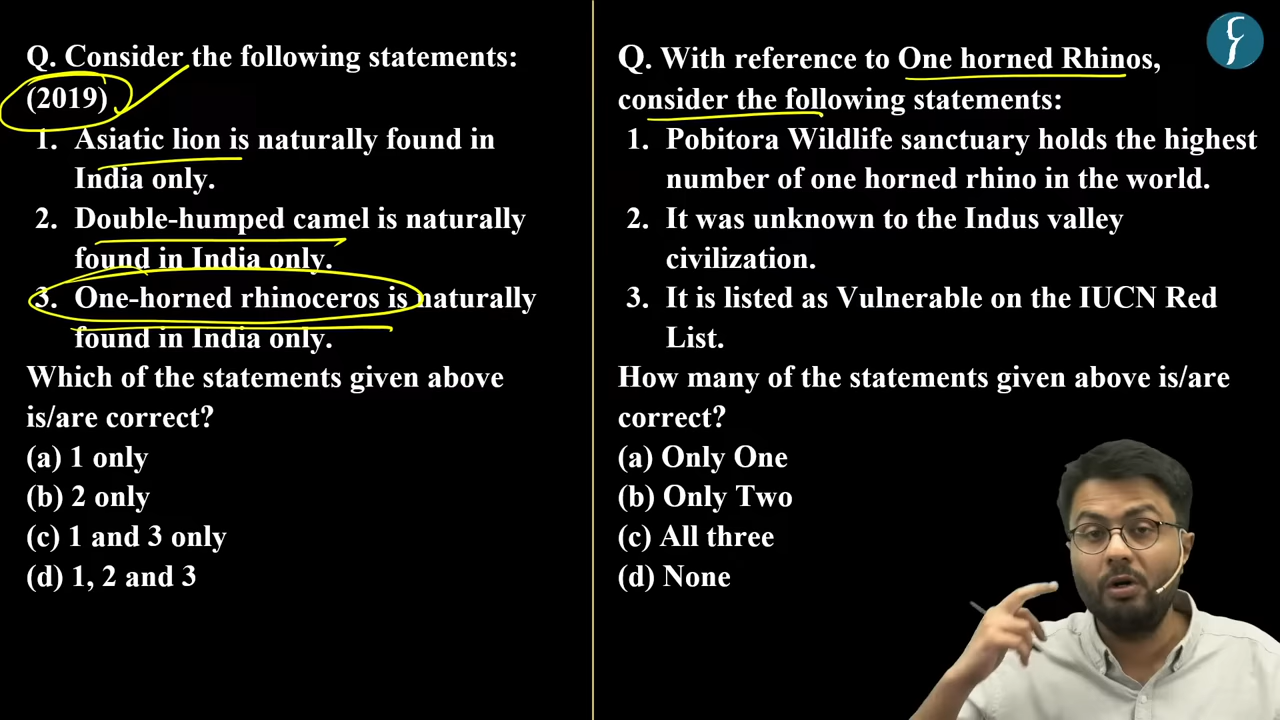 Q. Consider the following statements:
(2019)
1. Asiatic lion is naturally found in
India only.
2. Double-humped camel is naturally
found in India only.
3. One-horned rhinoceros is naturally
found in India only.
Which of the statements given above
is/are correct?
(a) 1 only
(b) 2 only
(c) 1 and 3 only
(d) 1, 2 and 3
Q. With reference to One horned Rhinos,
consider the following statements:
1. Pobitora Wildlife sanctuary holds the highest
number of one horned rhino in the world.
2. It was unknown to the Indus valley
civilization.
3. It is listed as Vulnerable on the IUCN Red
List.
How many of the statements given above is/are
correct?
(a) Only One
(b) Only Two
(c) All three
(d) None